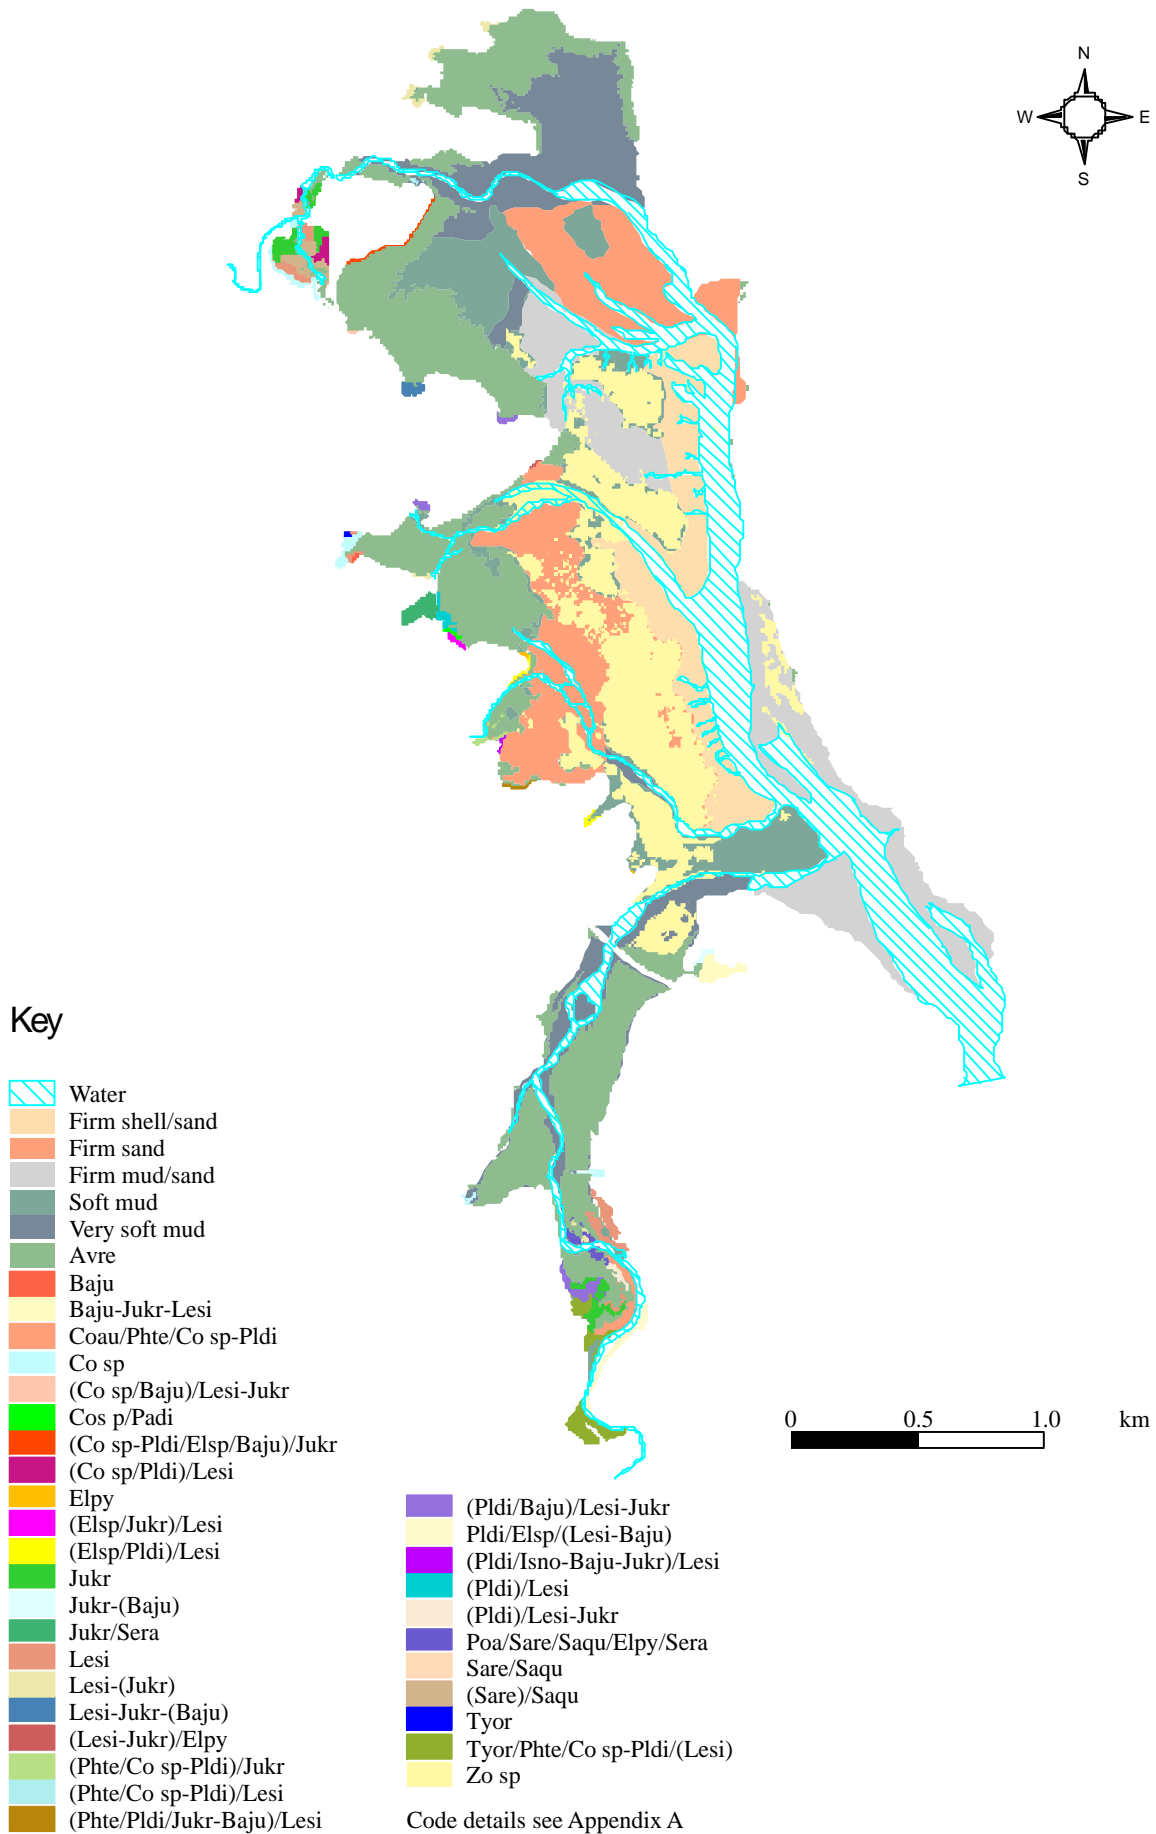 N
W
E
S
Key
Water
Firm shell/sand
Firm sand
Firm mud/sand
Soft mud
Very soft mud
Avre
Baju
Baju-Jukr-Lesi
Coau/Phte/Co sp-Pldi
Co sp
(Co sp/Baju)/Lesi-Jukr
Cos p/Padi
(Co sp-Pldi/Elsp/Baju)/Jukr
(Co sp/Pldi)/Lesi
Elpy
(Elsp/Jukr)/Lesi
(Elsp/Pldi)/Lesi
Jukr
Jukr-(Baju)
Jukr/Sera
Lesi
Lesi-(Jukr)
Lesi-Jukr-(Baju)
(Lesi-Jukr)/Elpy
(Phte/Co sp-Pldi)/Jukr
(Phte/Co sp-Pldi)/Lesi
(Phte/Pldi/Jukr-Baju)/Lesi
0 0.5 1.0 km
(Pldi/Baju)/Lesi-Jukr
Pldi/Elsp/(Lesi-Baju)
(Pldi/Isno-Baju-Jukr)/Lesi
(Pldi)/Lesi
(Pldi)/Lesi-Jukr
Poa/Sare/Saqu/Elpy/Sera
Sare/Saqu
(Sare)/Saqu
Tyor
Tyor/Phte/Co sp-Pldi/(Lesi)
Zo sp
Code details see Appendix A